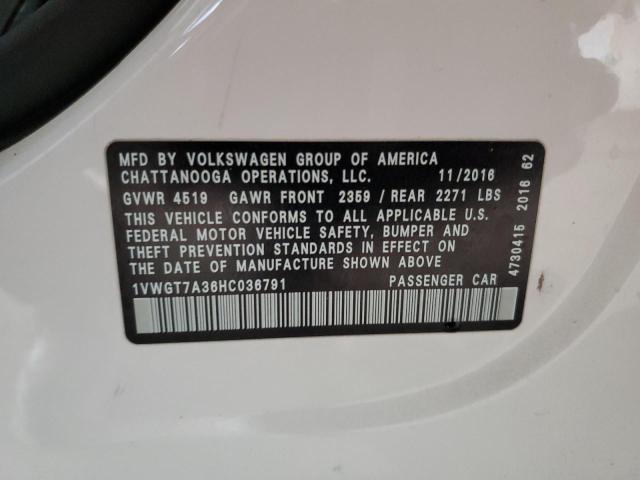 MFD BY VOLKSWAGEN GROUP OF AMERICA
CHATTANOOGA OPERATIONS, LLC. 11/2016
GVWR 4519 GAWR FRONT 2359 / REAR 2271 LBS
THIS VEHICLE CONFORMS TO ALL APPLICABLE U.S.
FEDERAL MOTOR VEHICLE SAFETY, BUMPER AND
THEFT PREVENTION STANDARDS IN EFFECT ON
THE DATE OF MANUFACTURE SHOWN ABOVE
1VWGT7A36HC036791 PASSENGER CAR
4730415 2016 62